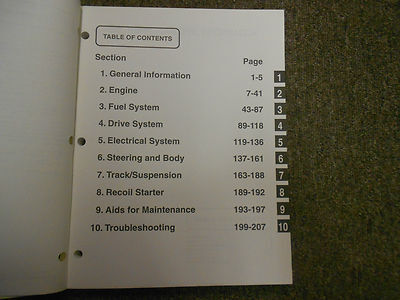 TABLE OF CONTENTS
Section Page
1. General Information 1-5 1
2. Engine 7-41 2
3. Fuel System 43-87 3
4. Drive System 89-118 4
5. Electrical System 119-136 5
6. Steering and Body 137-161 6
7. Track/Suspension 163-188 7
8. Recoil Starter 189-192 8
9. Aids for Maintenance 193-197 9
10. Troubleshooting 199-207 10